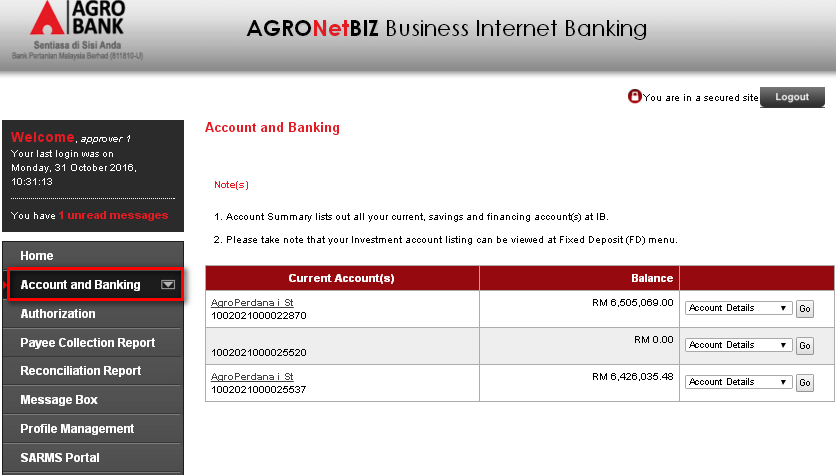 AGRO
BANK
Sentiasa di Sisi Anda
Bank Pertanian Malaysia Berhad (811810-U)
AGRONetBIZ Business Internet Banking
You are in a secured site
Logout
Welcome, approver 1
Your last login was on
Monday, 31 October 2016,
10:31:13
You have 1 unread messages
Home
Account and Banking
Authorization
Payee Collection Report
Reconciliation Report
Message Box
Profile Management
SARMS Portal
Account and Banking
Note(s)
1. Account Summary lists out all your current, savings and financing account(s) at IB.
2. Please take note that your Investment account listing can be viewed at Fixed Deposit (FD) menu.
Current Account(s) Balance
AgroPerdana i St RM 6,505,069.00 Account Details Go
1002021000022870
RM 0.00 Account Details Go
1002021000025520
AgroPerdana i St RM 6,426,035.48 Account Details Go
1002021000025537